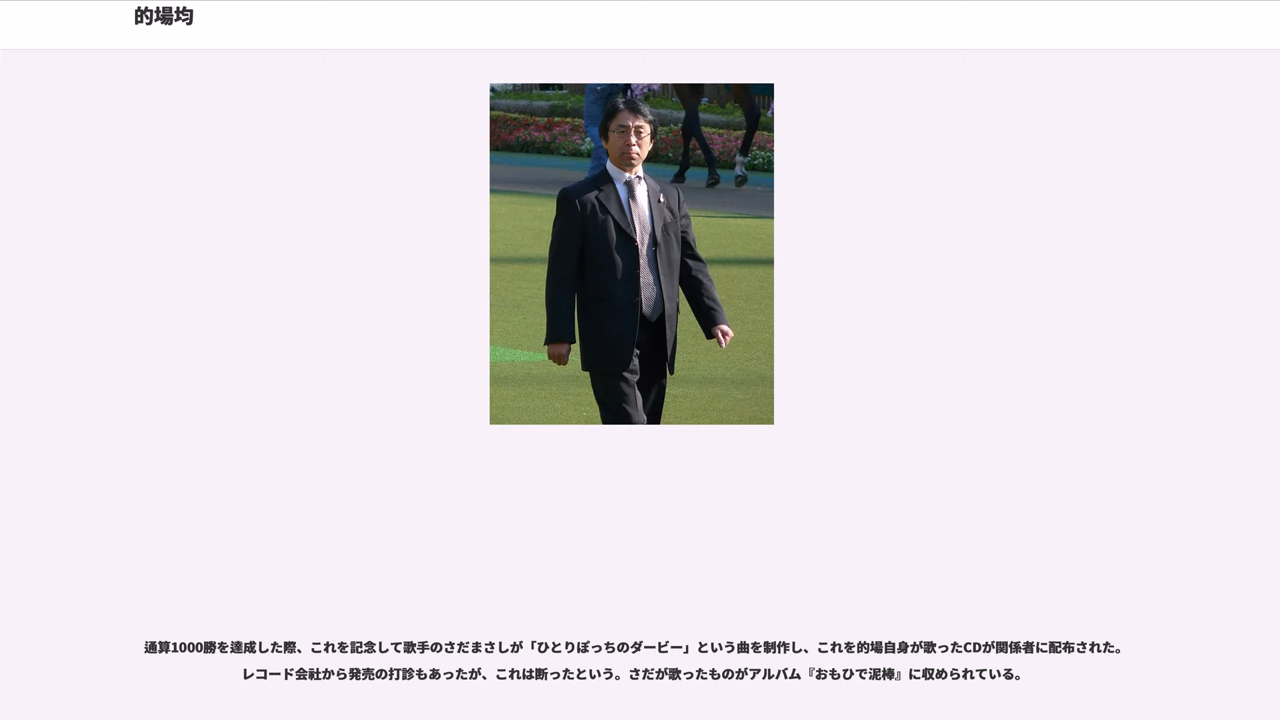 的場均
通算1000勝を達成した際、これを記念して歌手のさだまさしが「ひとりぽっちのダービー」という曲を制作し、これを的場自身が歌ったCDが関係者に配布された。
レコード会社から発売の打診もあったが、これは断ったという。さだが歌ったものがアルバム『おもひで泥棒』に収められている。